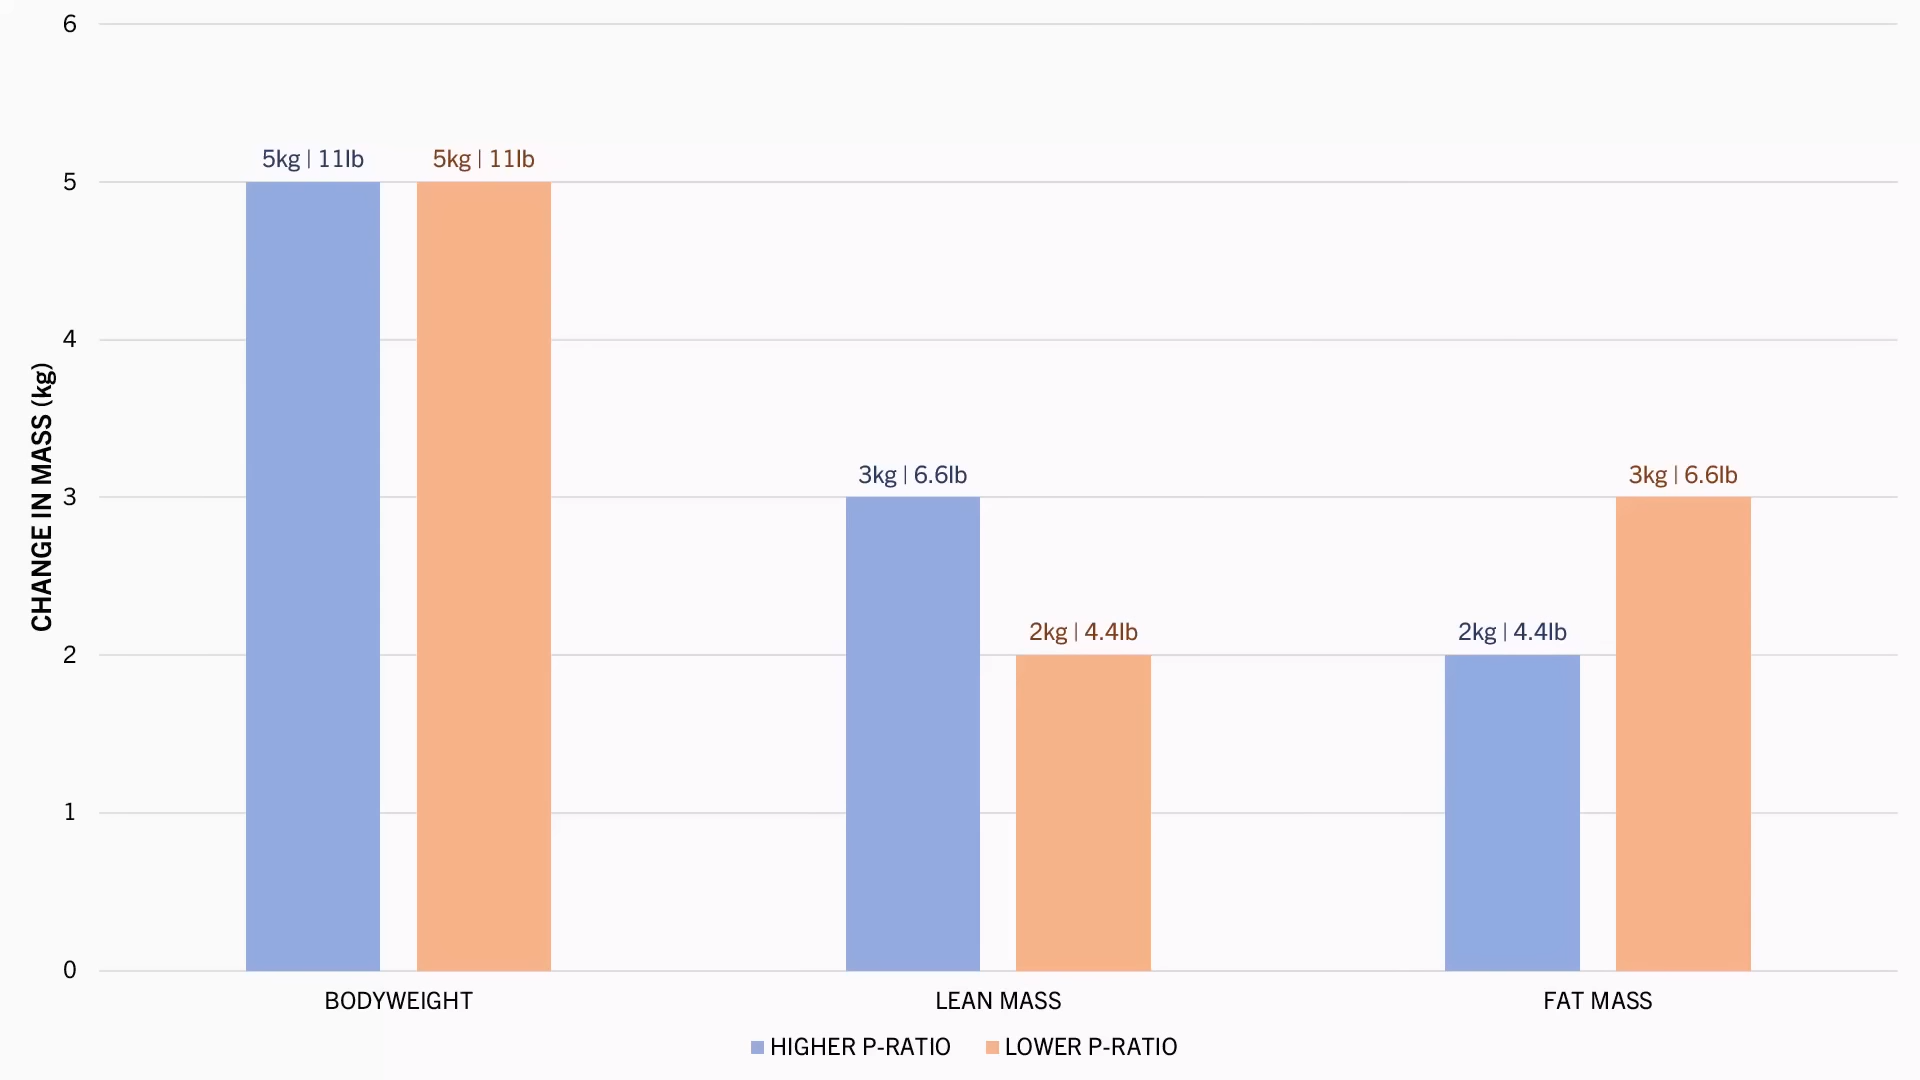 6
5kg | 11lb
5kg | 11lb
5
4
CHANGE IN MASS (kg)
3kg | 6.6lb
3kg | 6.6lb
3
2kg | 4.4lb
2kg | 4.4lb
2
1
0
BODYWEIGHT
LEAN MASS
FAT MASS
HIGHER P-RATIO
LOWER P-RATIO